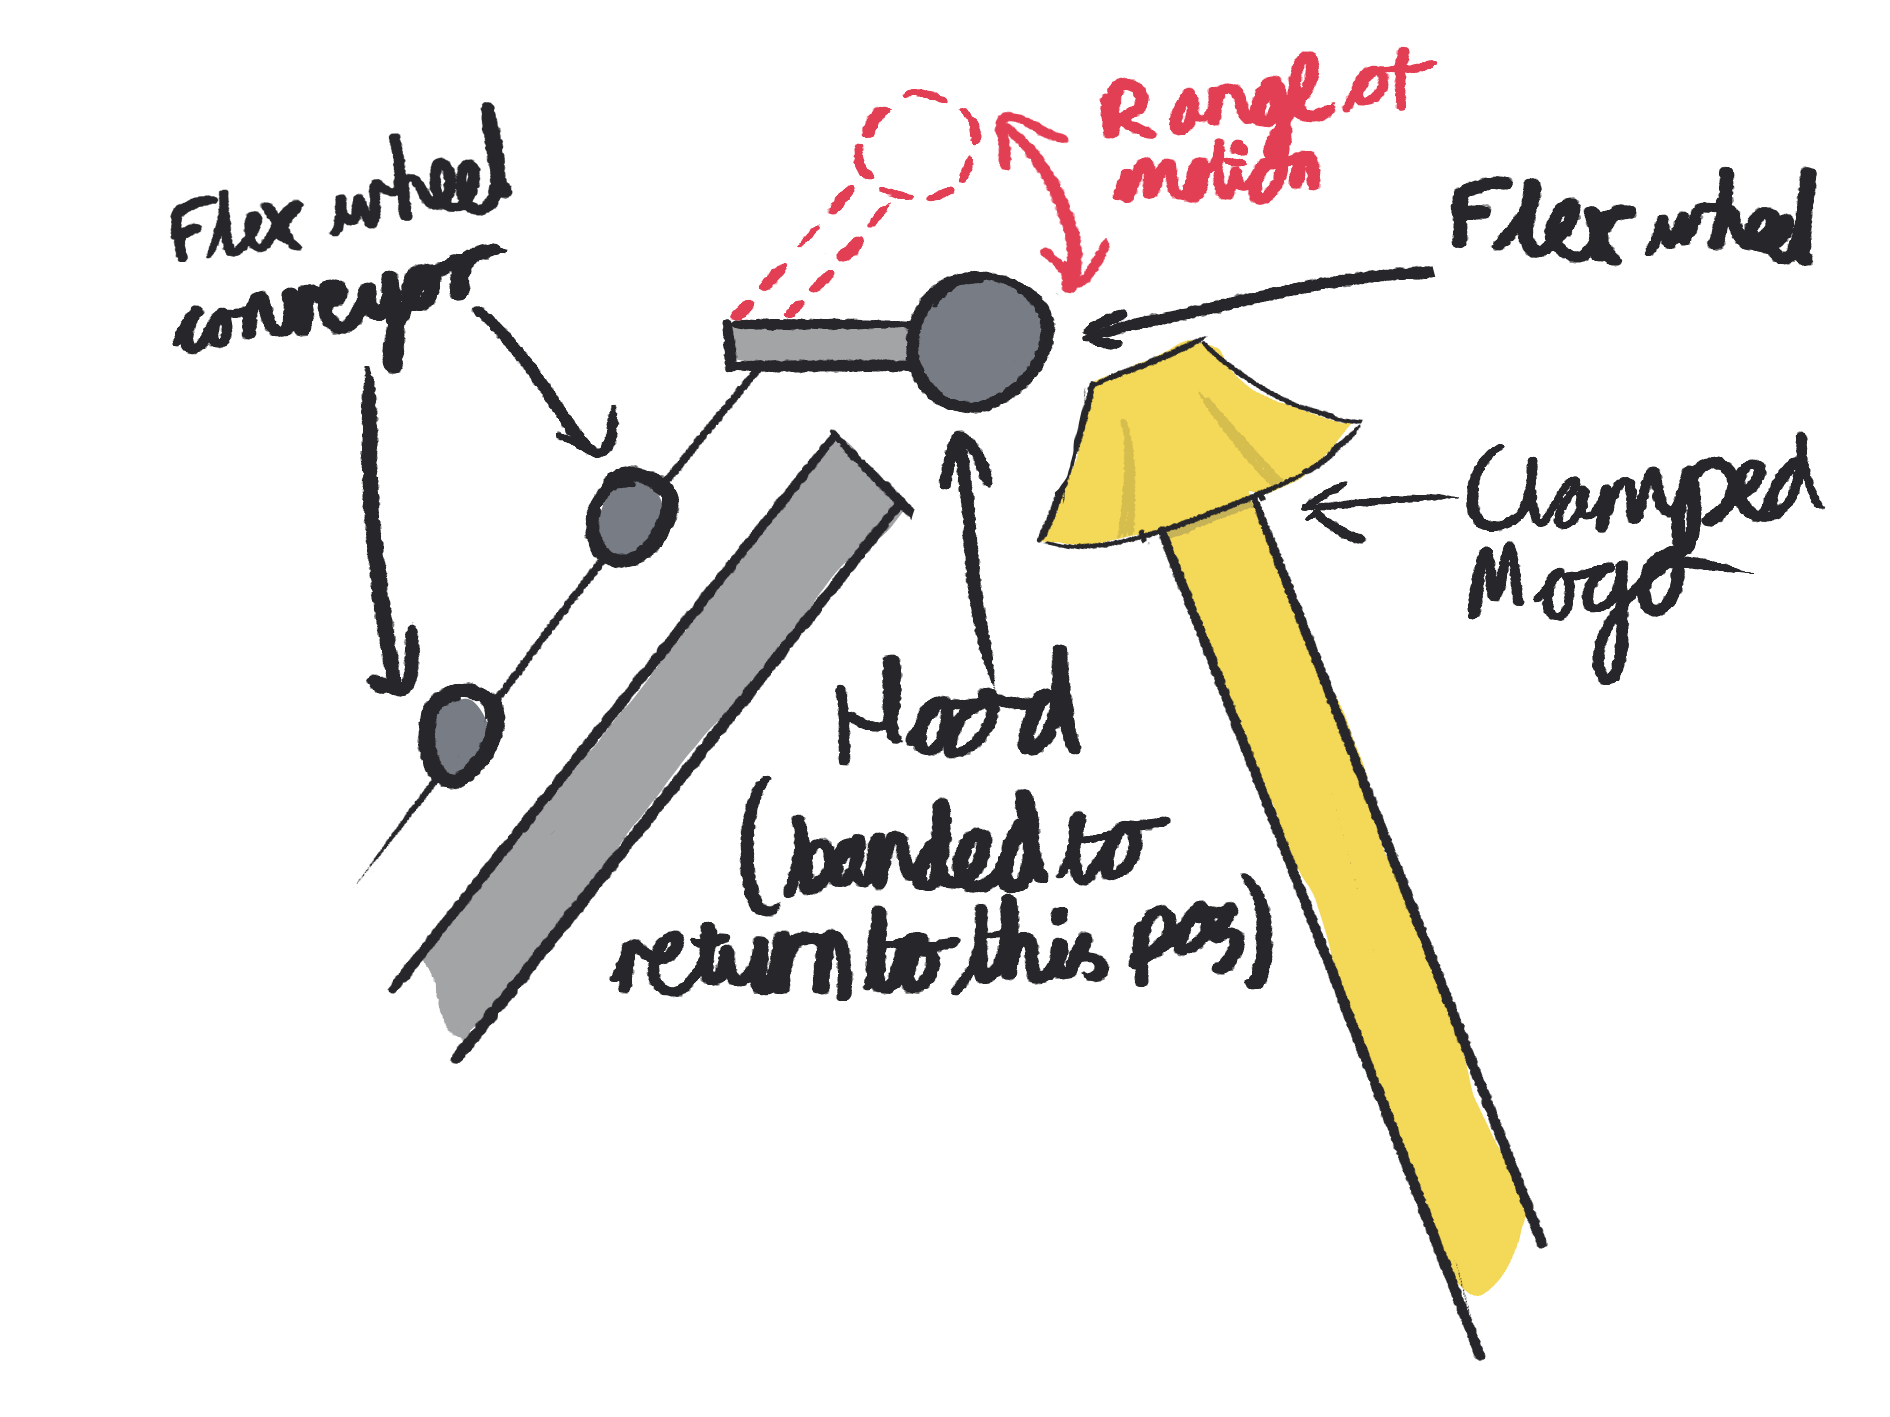 Flex wheel
conveyor
Range of
motion
Flex wheel
Clamped
Mogo
Hood
(banded to
return to this pos)